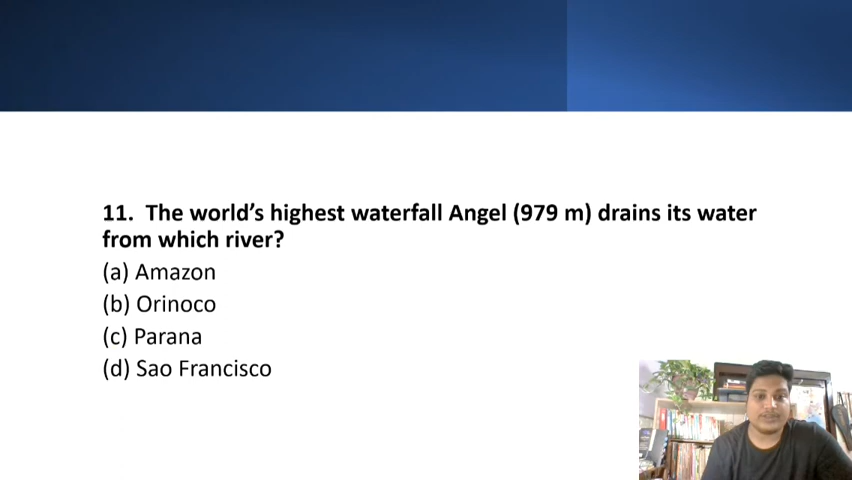 11. The world’s highest waterfall Angel (979 m) drains its water
from which river?
(a) Amazon
(b) Orinoco
(c) Parana
(d) Sao Francisco